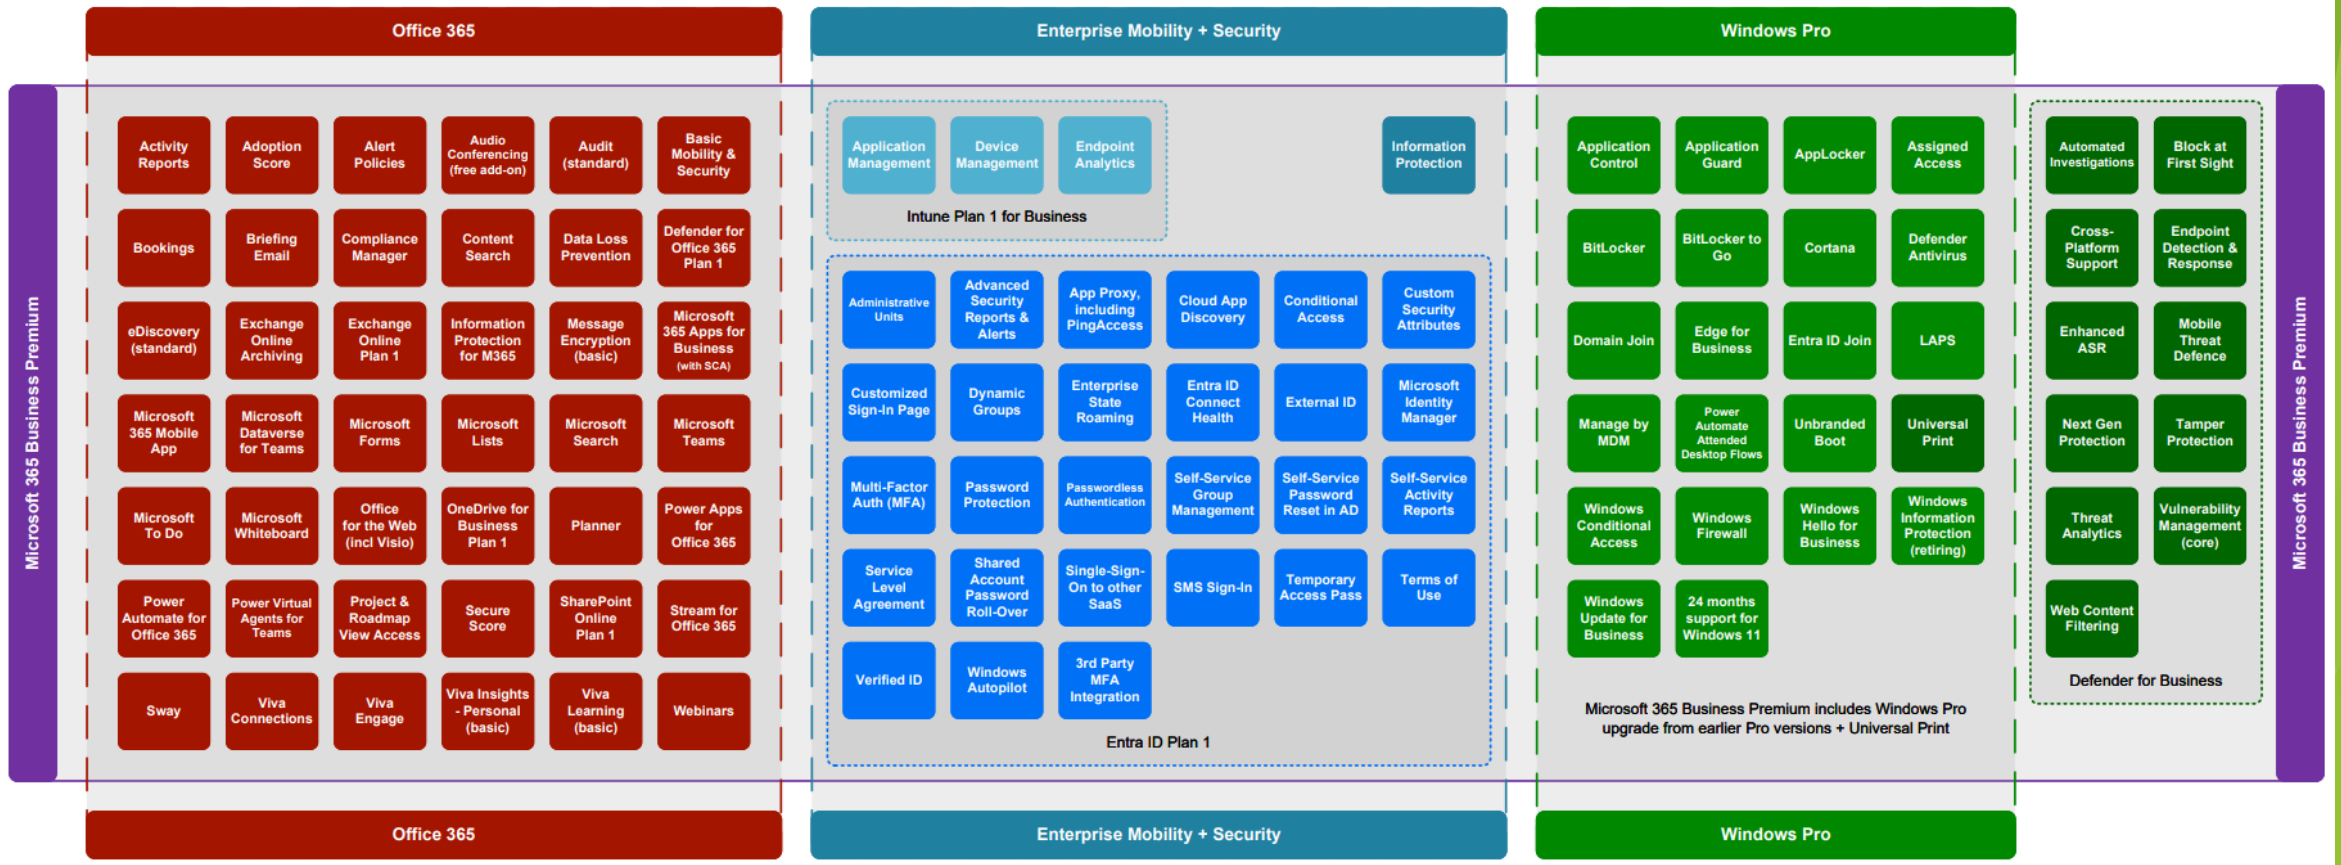 Office 365
Enterprise Mobility + Security
Windows Pro
Microsoft 365 Business Premium
Activity
Reports
Adoption
Score
Alert
Policies
Audio
Conferencing
(free add-on)
Audit
(standard)
Basic
Mobility &
Security
Bookings
Briefing
Email
Compliance
Manager
Content
Search
Data Loss
Prevention
Defender for
Office 365
Plan 1
eDiscovery
(standard)
Exchange
Online
Archiving
Exchange
Online
Plan 1
Information
Protection
for M365
Message
Encryption
(basic)
Microsoft
365 Apps for
Business
(with SCA)
Microsoft
365 Mobile
App
Microsoft
Dataverse
for Teams
Microsoft
Forms
Microsoft
Lists
Microsoft
Search
Microsoft
Teams
Microsoft
To Do
Microsoft
Whiteboard
Office
for the Web
(incl Visio)
OneDrive for
Business
Plan 1
Planner
Power Apps
for
Office 365
Power
Automate for
Office 365
Power Virtual
Agents for
Teams
Project &
Roadmap
View Access
Secure
Score
SharePoint
Online
Plan 1
Stream for
Office 365
Sway
Viva
Connections
Viva
Engage
Viva Insights
- Personal
(basic)
Viva
Learning
(basic)
Webinars
Application
Management
Device
Management
Endpoint
Analytics
Intune Plan 1 for Business
Information
Protection
Administrative
Units
Advanced
Security
Reports &
Alerts
App Proxy,
including
PingAccess
Cloud App
Discovery
Conditional
Access
Custom
Security
Attributes
Customized
Sign-In Page
Dynamic
Groups
Enterprise
State
Roaming
Entra ID
Connect
Health
External ID
Microsoft
Identity
Manager
Multi-Factor
Auth (MFA)
Password
Protection
Passwordless
Authentication
Self-Service
Group
Management
Self-Service
Password
Reset in AD
Self-Service
Activity
Reports
Service
Level
Agreement
Shared
Account
Password
Roll-Over
Single-Sign-
On to other
SaaS
SMS Sign-In
Temporary
Access Pass
Terms of
Use
Verified ID
Windows
Autopilot
3rd Party
MFA
Integration
Entra ID Plan 1
Application
Control
Application
Guard
AppLocker
Assigned
Access
BitLocker
BitLocker to
Go
Cortana
Defender
Antivirus
Domain Join
Edge for
Business
Entra ID Join
LAPS
Manage by
MDM
Power
Automate
Attended
Desktop Flows
Unbranded
Boot
Universal
Print
Windows
Conditional
Access
Windows
Firewall
Windows
Hello for
Business
Windows
Information
Protection
(retiring)
Windows
Update for
Business
24 months
support for
Windows 11
Microsoft 365 Business Premium includes Windows Pro
upgrade from earlier Pro versions + Universal Print
Automated
Investigations
Block at
First Sight
Cross-
Platform
Support
Endpoint
Detection &
Response
Enhanced
ASR
Mobile
Threat
Defence
Next Gen
Protection
Tamper
Protection
Threat
Analytics
Vulnerability
Management
(core)
Web Content
Filtering
Defender for Business
Microsoft 365 Business Premium
Office 365
Enterprise Mobility + Security
Windows Pro